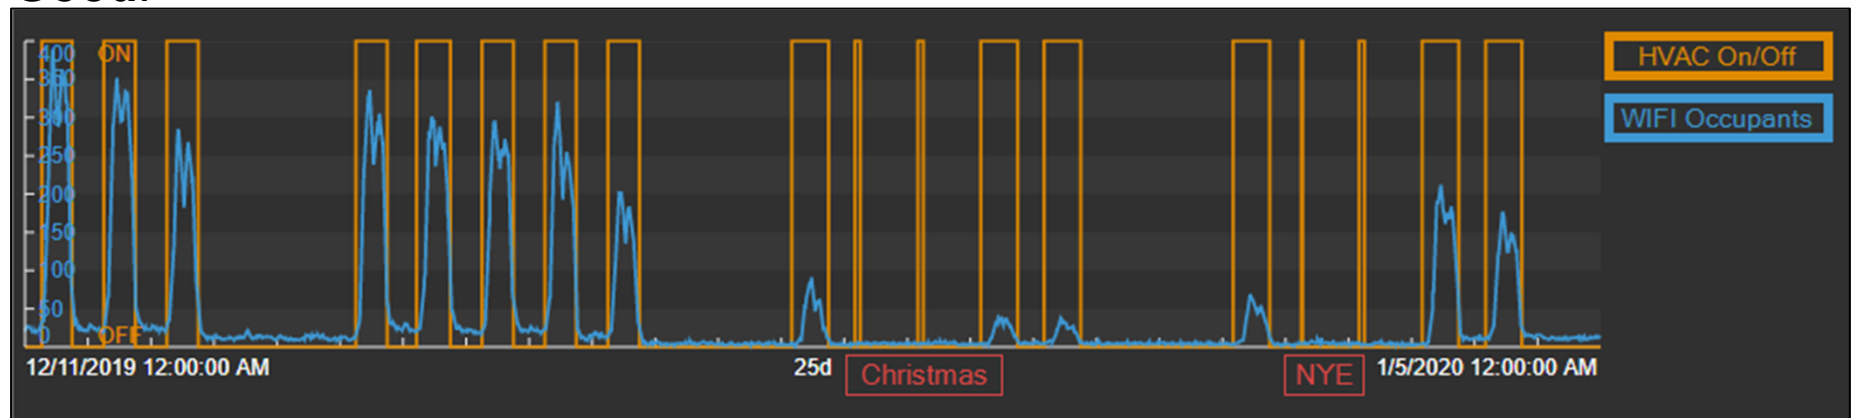 400
ON
350
300
250
200
150
100
50
0
OFF
HVAC On/Off
WIFI Occupants
12/11/2019 12:00:00 AM
25d
Christmas
NYE
1/5/2020 12:00:00 AM